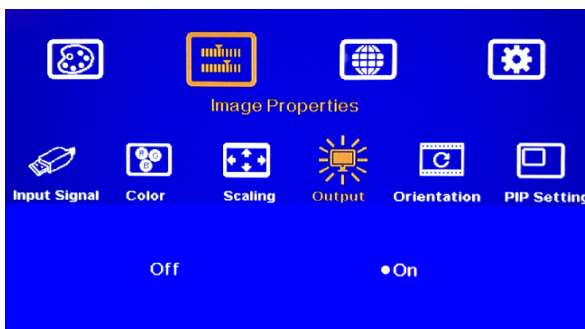 Image Properties
Input Signal Color Scaling Output Orientation PIP Setting
Off On